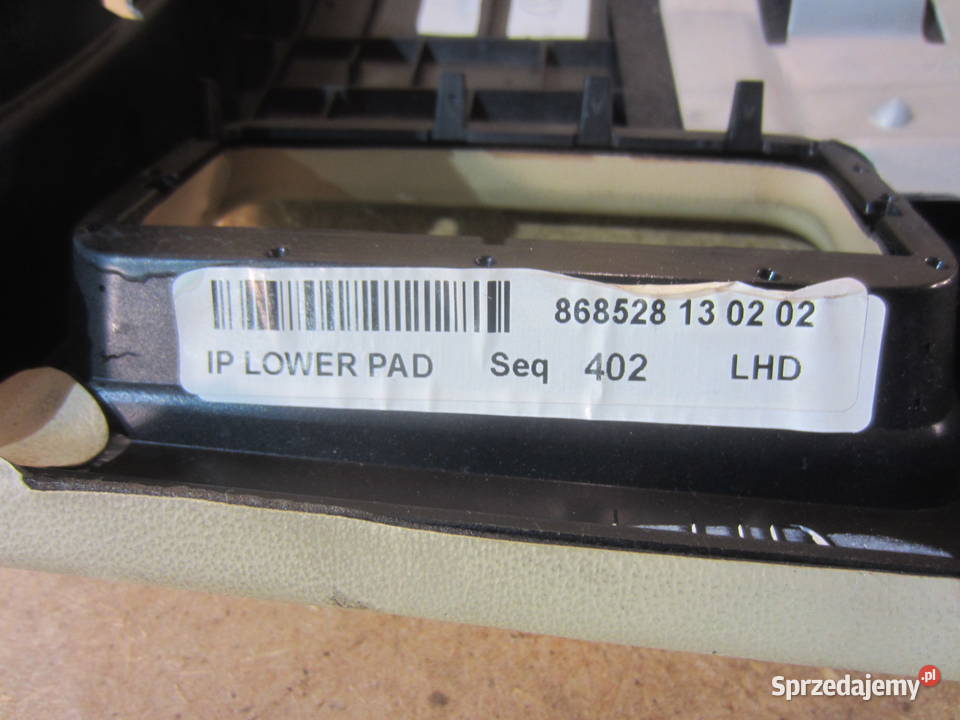 868528 13 02 02
IP LOWER PAD Seq 402 LHD
Sprzedajemy.pl